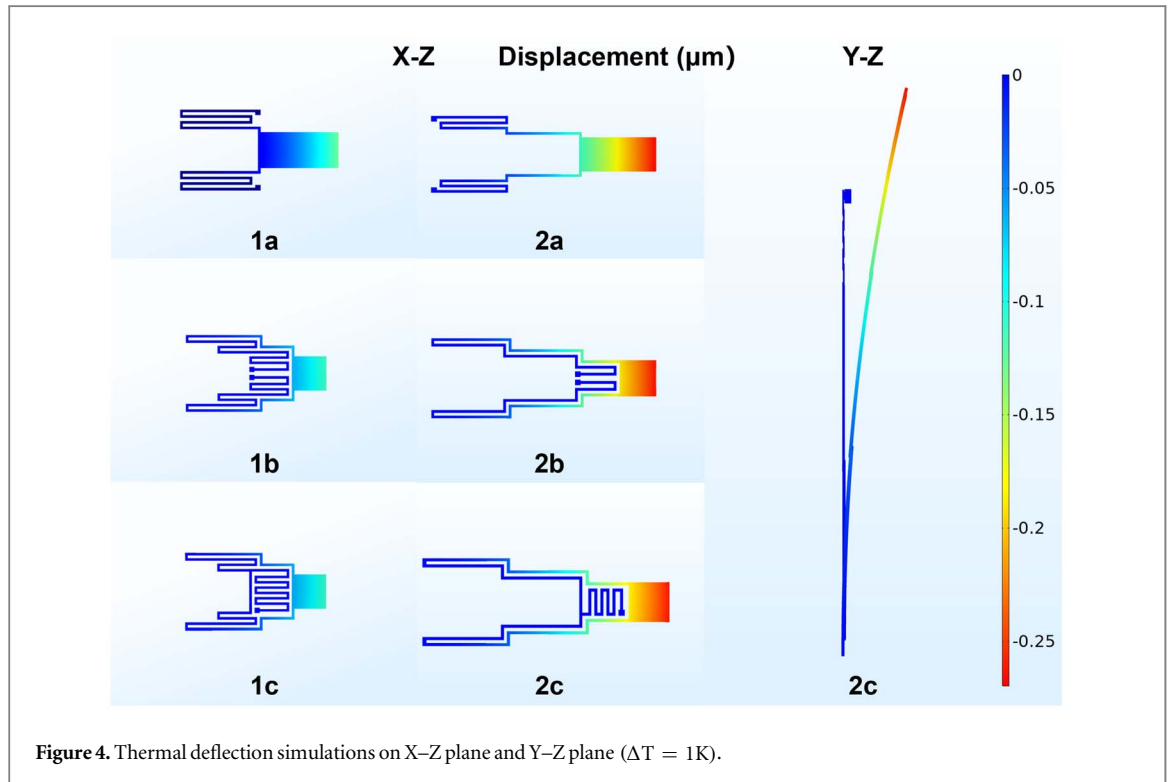 X-Z Displacement (μm) Y-Z
0
-0.05
-0.1
-0.15
-0.2
-0.25
1a 2a
1b 2b
1c 2c 2c
Figure 4. Thermal deflection simulations on X–Z plane and Y–Z plane (ΔT = 1K).